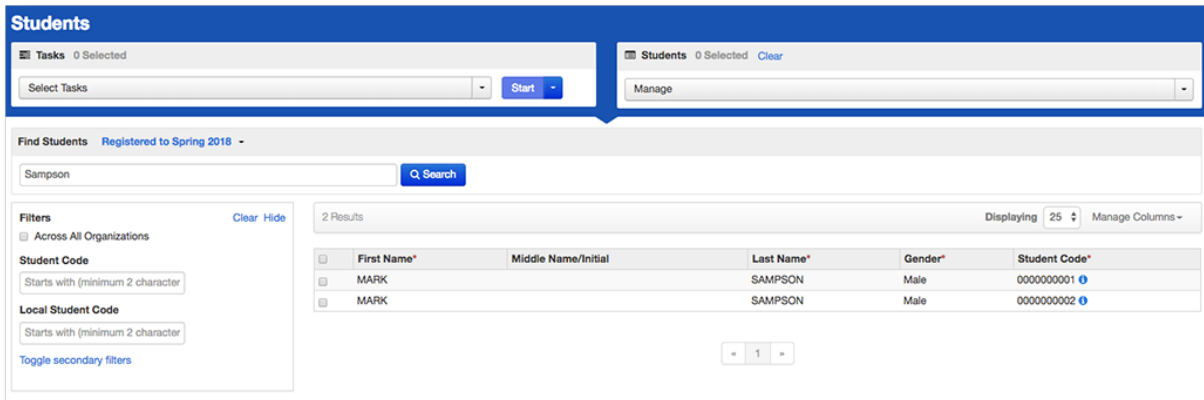 Students
Tasks 0 Selected
Students 0 Selected Clear
Select Tasks
Start
Manage
Find Students Registered to Spring 2018
Sampson
Search
Filters Clear Hide
Across All Organizations
Student Code
Starts with (minimum 2 character
Local Student Code
Starts with (minimum 2 character
Toggle secondary filters
2 Results Displaying 25 Manage Columns
First Name* Middle Name/Initial Last Name* Gender* Student Code*
MARK SAMPSON Male 0000000001
MARK SAMPSON Male 0000000002
« 1 »